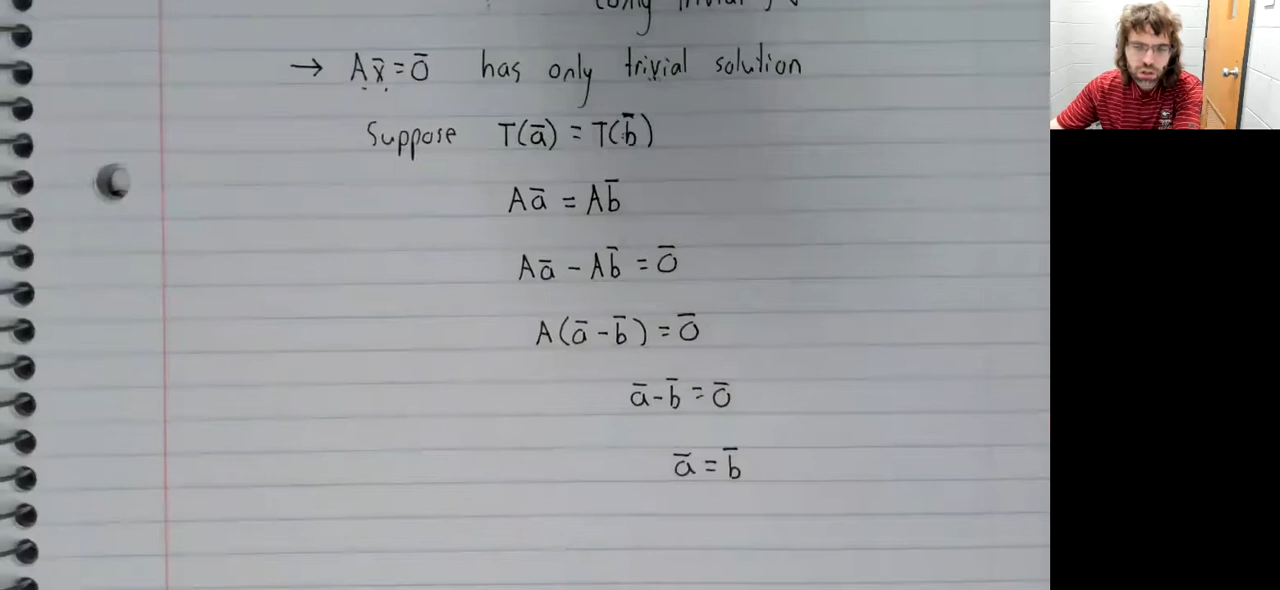 → Ax̄ = 0̄ has only trivial solution
Suppose T(ā) = T(b̄)
Aā = Ab̄
Aā - Ab̄ = 0̄
A(ā - b̄) = 0̄
ā - b̄ = 0̄
ā = b̄